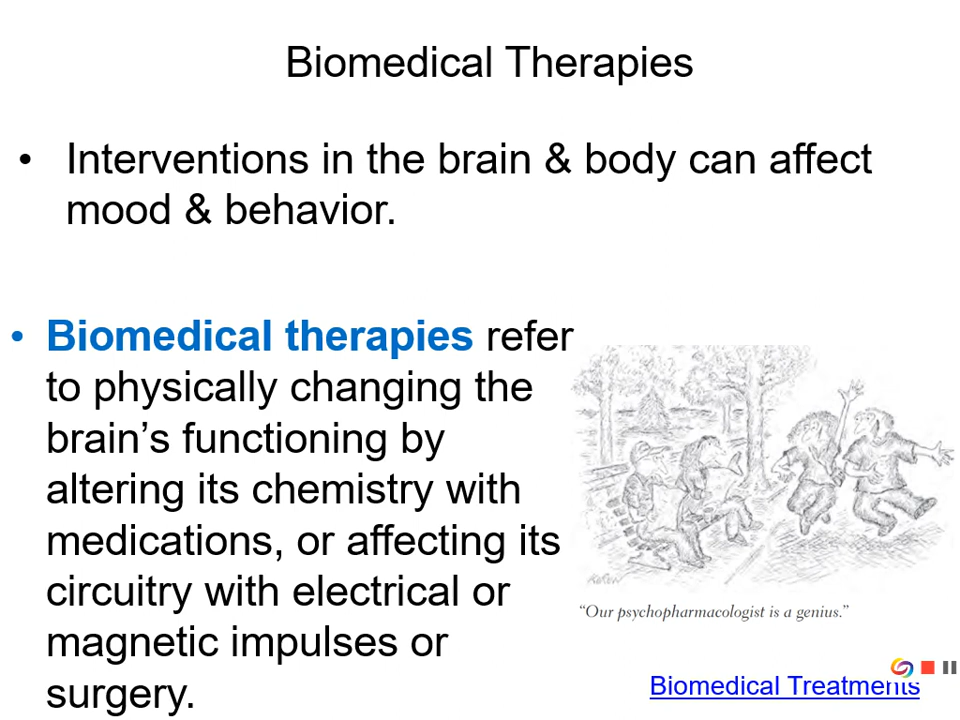 Biomedical Therapies
• Interventions in the brain & body can affect
mood & behavior.
• Biomedical therapies refer
to physically changing the
brain’s functioning by
altering its chemistry with
medications, or affecting its
circuitry with electrical or
magnetic impulses or
surgery.
“Our psychopharmacologist is a genius.”
Biomedical Treatments